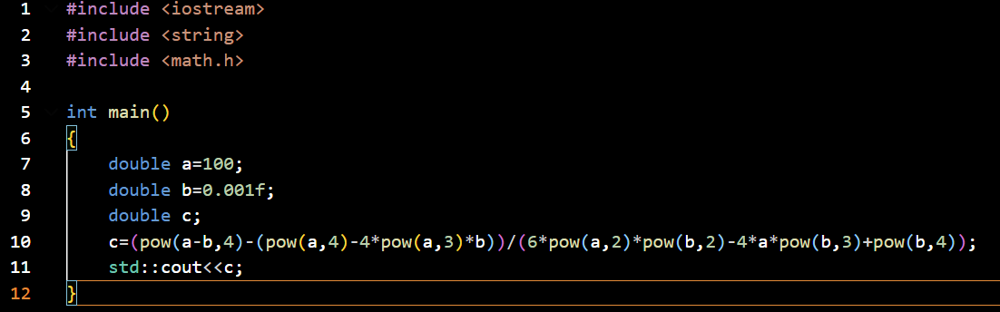 1 #include <iostream>
2 #include <string>
3 #include <math.h>
4
5 int main()
6 {
7     double a=100;
8     double b=0.001f;
9     double c;
10     c=(pow(a-b,4)-(pow(a,4)-4*pow(a,3)*b))/(6*pow(a,2)*pow(b,2)-4*a*pow(b,3)+pow(b,4));
11     std::cout<<c;
12 }